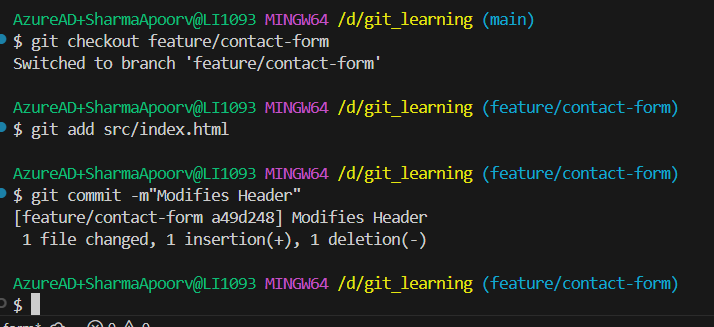 AzureAD+SharmaApoorv@LI1093 MINGW64 /d/git_learning (main)
$ git checkout feature/contact-form
Switched to branch 'feature/contact-form'
AzureAD+SharmaApoorv@LI1093 MINGW64 /d/git_learning (feature/contact-form)
$ git add src/index.html
AzureAD+SharmaApoorv@LI1093 MINGW64 /d/git_learning (feature/contact-form)
$ git commit -m"Modifies Header"
[feature/contact-form a49d248] Modifies Header
 1 file changed, 1 insertion(+), 1 deletion(-)
AzureAD+SharmaApoorv@LI1093 MINGW64 /d/git_learning (feature/contact-form)
$